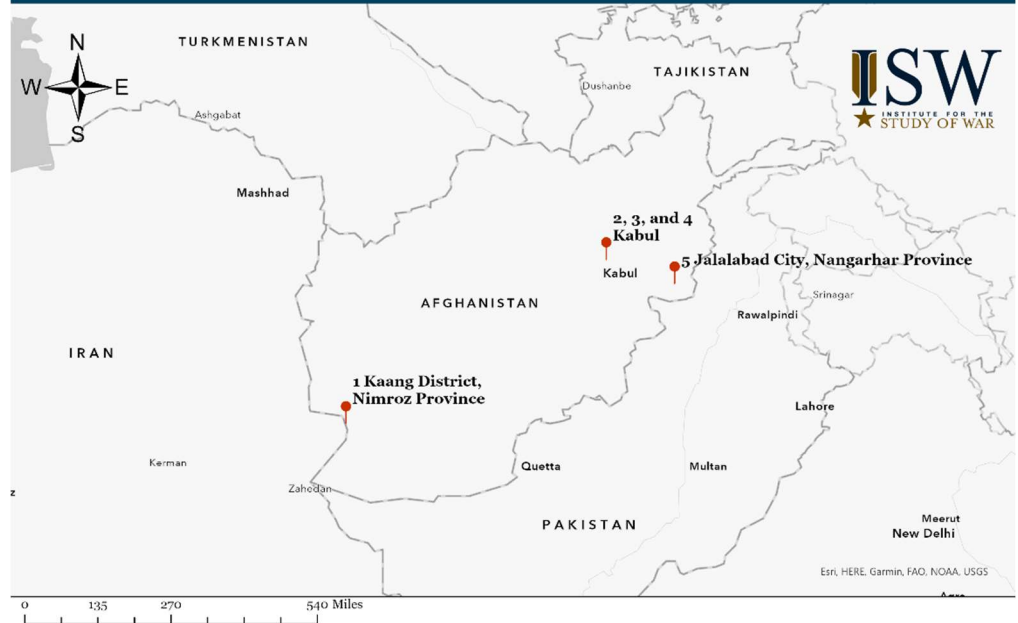 N
W E
S
TURKMENISTAN
TAJIKISTAN
ISW
INSTITUTE FOR THE
STUDY OF WAR
Dushanbe
Ashgabat
Mashhad
2, 3, and 4
Kabul
5 Jalalabad City, Nangarhar Province
Kabul
AFGHANISTAN
Srinagar
Rawalpindi
IRAN
1 Kaang District,
Nimroz Province
Lahore
Kerman
Quetta
Multan
Zahedan
PAKISTAN
Meerut
New Delhi
Esri, HERE, Garmin, FAO, NOAA, USGS
0 135 270 540 Miles